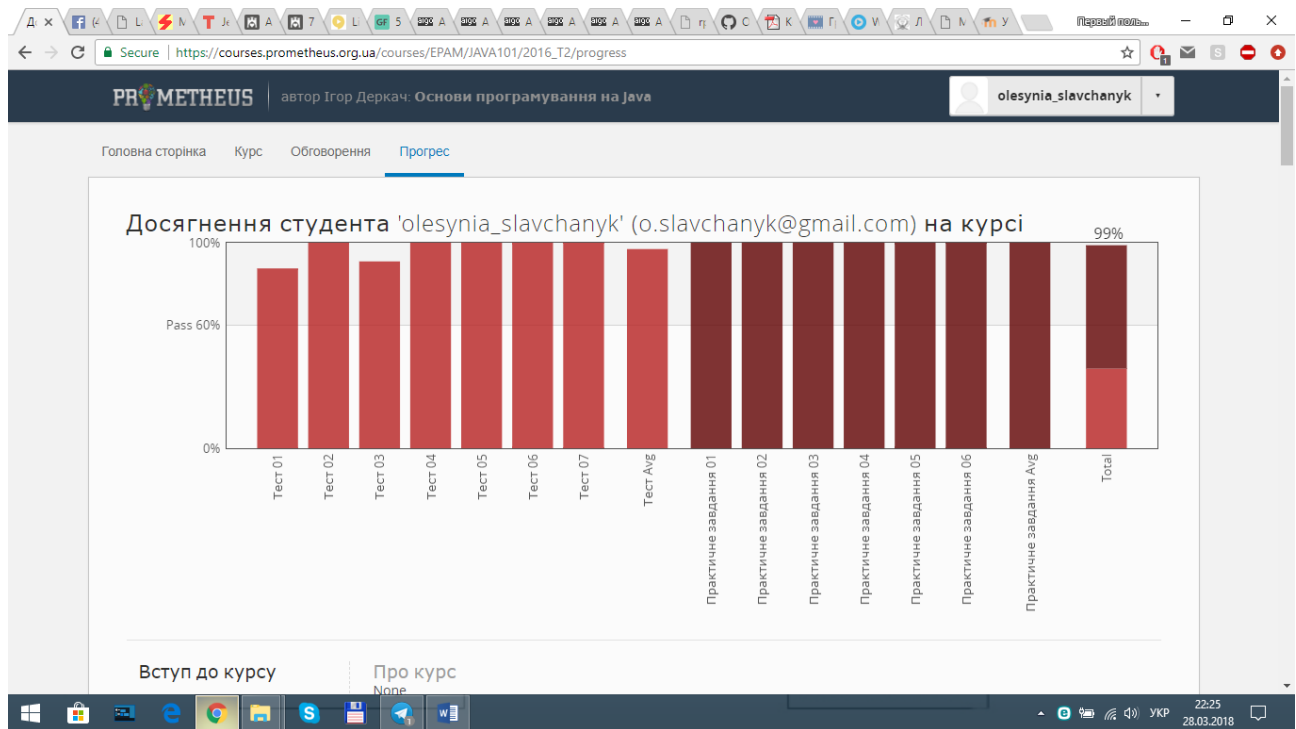 Secure | https://courses.prometheus.org.ua/courses/EPAM/JAVA101/2016_T2/progress
PROMETHEUS автор Ігор Деркач: Основи програмування на Java olesynia_slavchanyk
Головна сторінка Курс Обговорення Прогрес
Досягнення студента 'olesynia_slavchanyk' (o.slavchanyk@gmail.com) на курсі
99%
100%
Pass 60%
0%
Тест 01
Тест 02
Тест 03
Тест 04
Тест 05
Тест 06
Тест 07
Тест Avg
Практичне завдання 01
Практичне завдання 02
Практичне завдання 03
Практичне завдання 04
Практичне завдання 05
Практичне завдання 06
Практичне завдання Avg
Total
Вступ до курсу
Про курс
None
УКР
22:25
28.03.2018